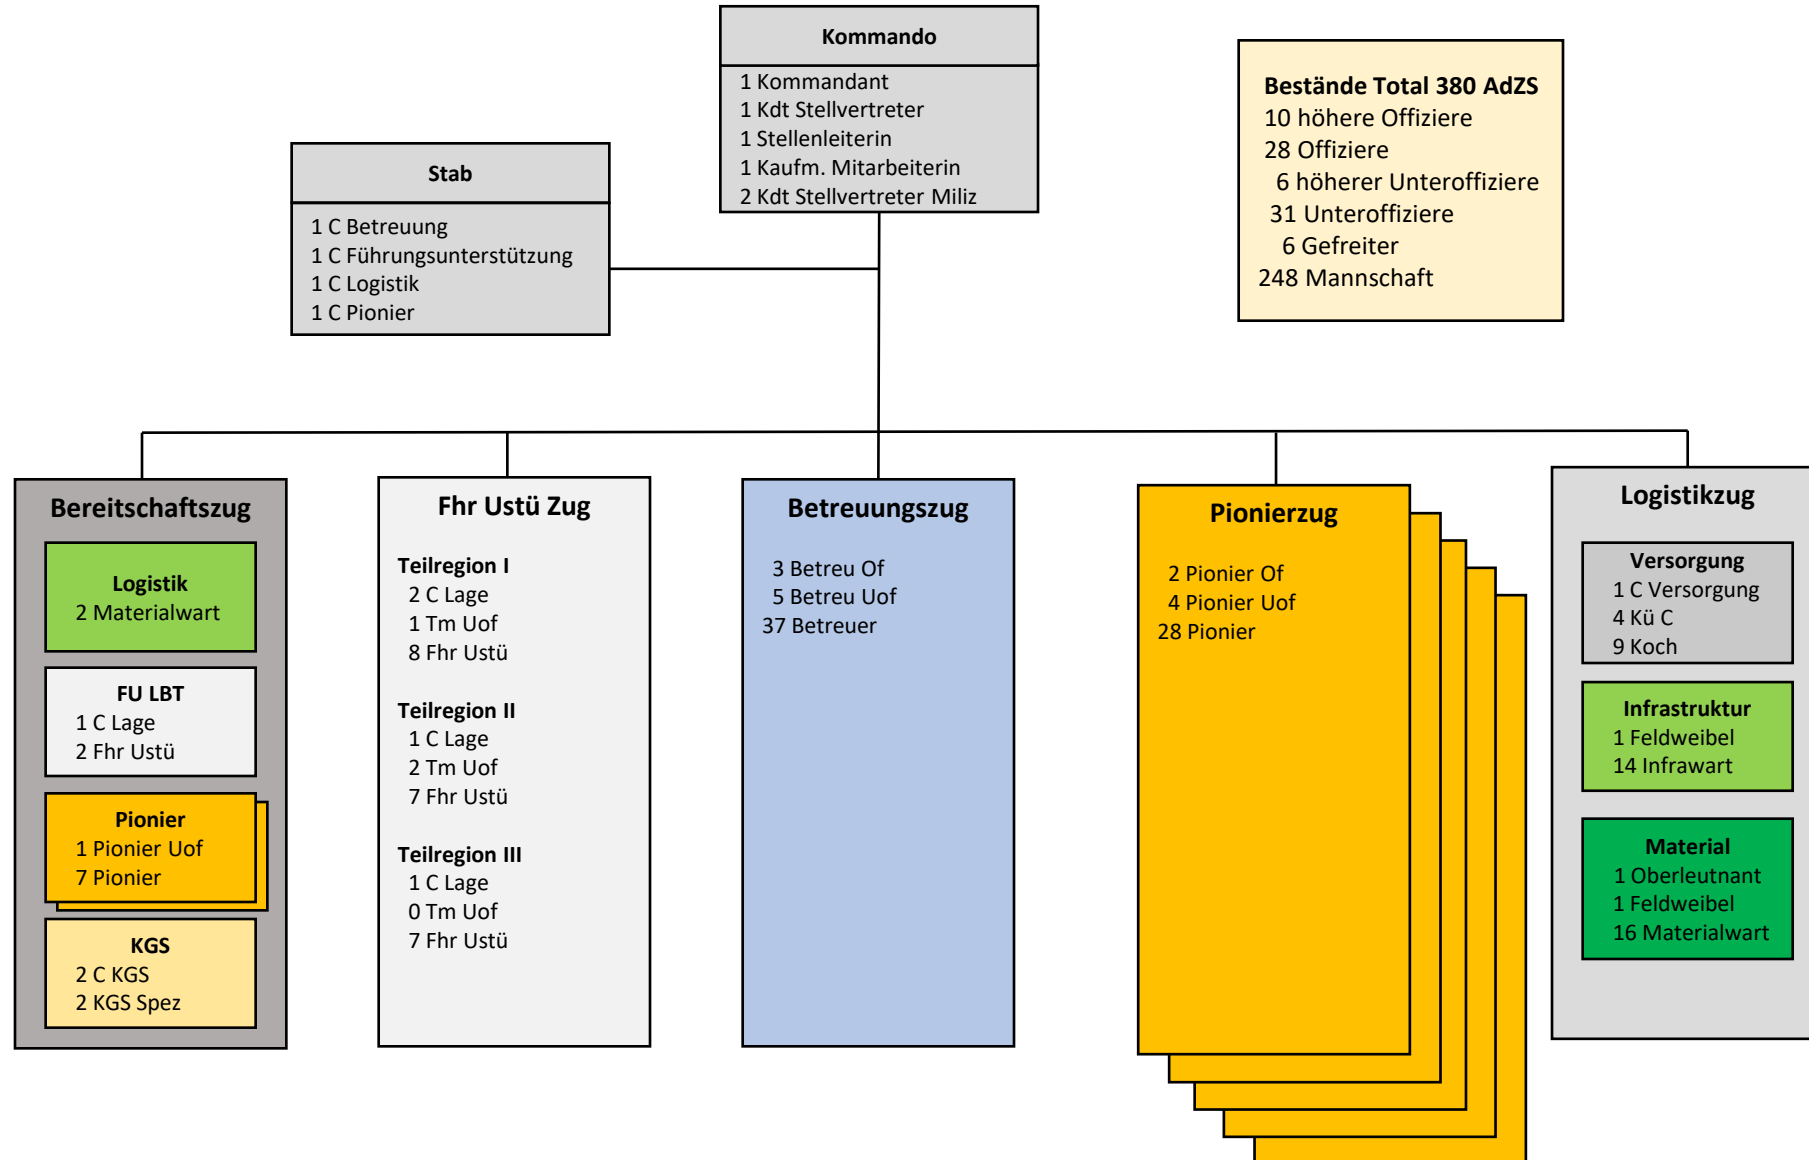 Kommando
1 Kommandant
1 Kdt Stellvertreter
1 Stellenleiterin
1 Kaufm. Mitarbeiterin
2 Kdt Stellvertreter Miliz
Bestände Total 380 AdZS
10 höhere Offiziere
28 Offiziere
6 höherer Unteroffiziere
31 Unteroffiziere
6 Gefreiter
248 Mannschaft
Stab
1 C Betreuung
1 C Führungsunterstützung
1 C Logistik
1 C Pionier
Bereitschaftszug
Logistik
2 Materialwart
FU LBT
1 C Lage
2 Fhr Ustü
Pionier
1 Pionier Uof
7 Pionier
KGS
2 C KGS
2 KGS Spez
Fhr Ustü Zug
Teilregion I
2 C Lage
1 Tm Uof
8 Fhr Ustü
Teilregion II
1 C Lage
2 Tm Uof
7 Fhr Ustü
Teilregion III
1 C Lage
0 Tm Uof
7 Fhr Ustü
Betreuungszug
3 Betreu Of
5 Betreu Uof
37 Betreuer
Pionierzug
2 Pionier Of
4 Pionier Uof
28 Pionier
Logistikzug
Versorgung
1 C Versorgung
4 Kü C
9 Koch
Infrastruktur
1 Feldweibel
14 Infrawart
Material
1 Oberleutnant
1 Feldweibel
16 Materialwart